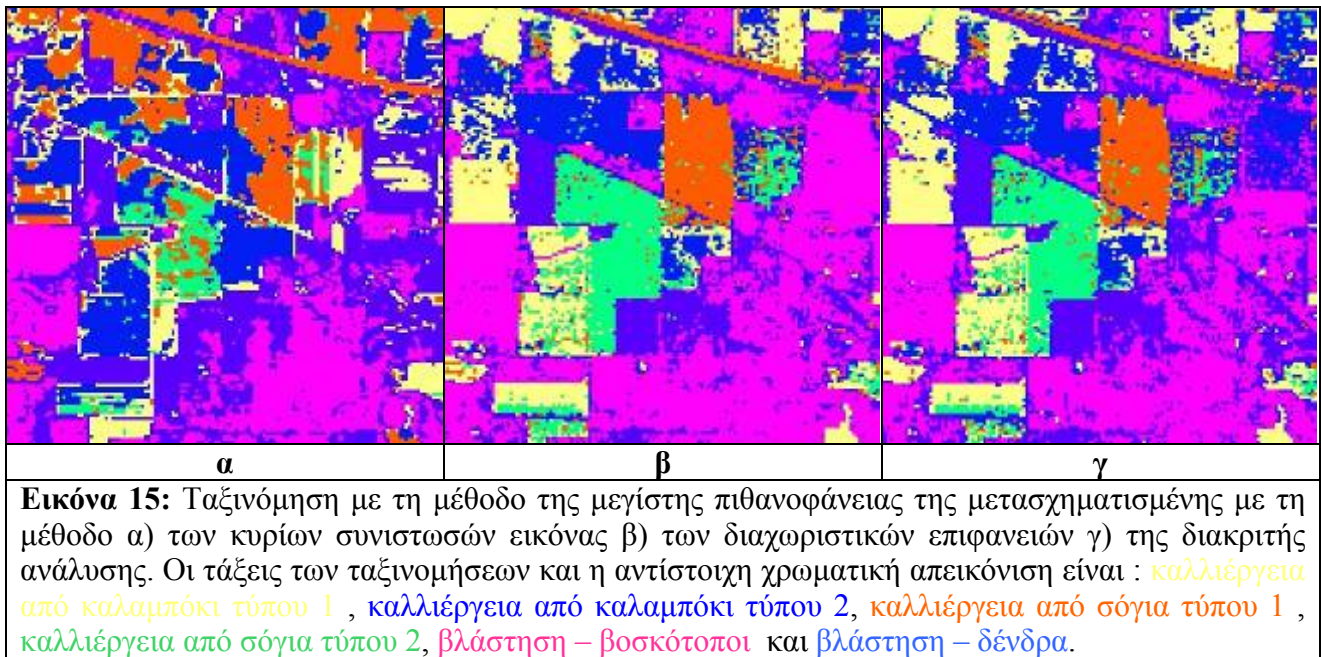 α β γ
Εικόνα 15: Ταξινόμηση με τη μέθοδο της μεγίστης πιθανοφάνειας της μετασχηματισμένης με τη
μέθοδο α) των κυρίων συνιστωσών εικόνας β) των διαχωριστικών επιφανειών γ) της διακριτής
ανάλυσης. Οι τάξεις των ταξινομήσεων και η αντίστοιχη χρωματική απεικόνιση είναι : καλλιέργεια
από καλαμπόκι τύπου 1 , καλλιέργεια από καλαμπόκι τύπου 2, καλλιέργεια από σόγια τύπου 1 ,
καλλιέργεια από σόγια τύπου 2, βλάστηση – βοσκότοποι και βλάστηση – δένδρα.